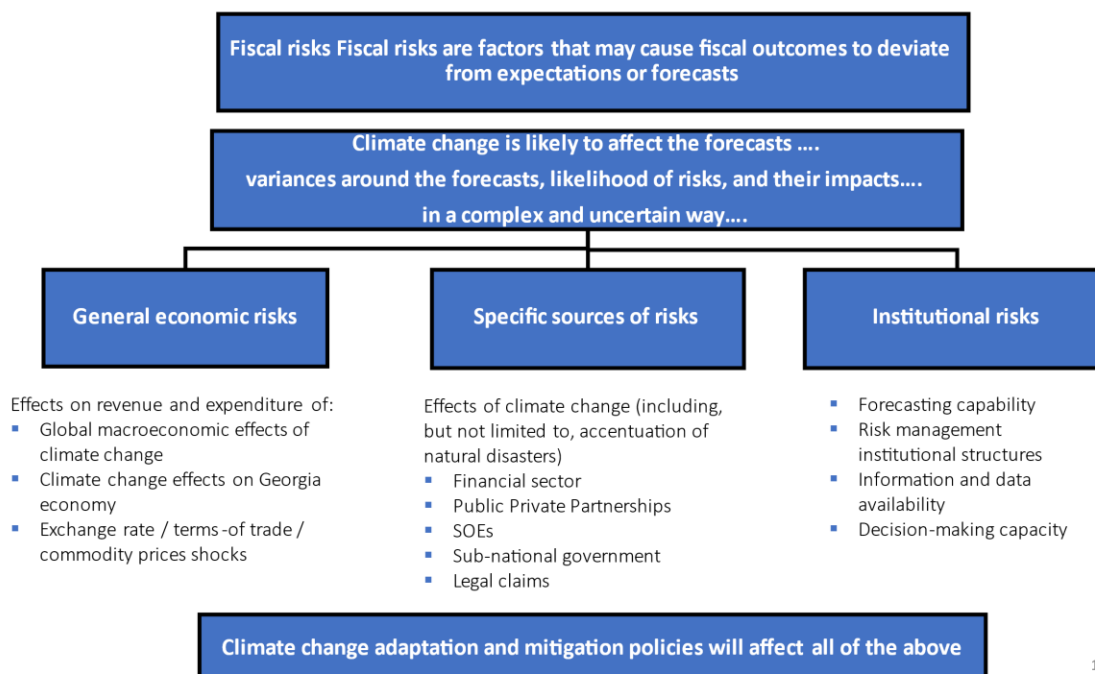 Fiscal risks Fiscal risks are factors that may cause fiscal outcomes to deviate
from expectations or forecasts
Climate change is likely to affect the forecasts ....
variances around the forecasts, likelihood of risks, and their impacts....
in a complex and uncertain way....
General economic risks
Specific sources of risks
Institutional risks
Effects on revenue and expenditure of:
▪ Global macroeconomic effects of
climate change
▪ Climate change effects on Georgia
economy
▪ Exchange rate / terms-of trade /
commodity prices shocks
Effects of climate change (including,
but not limited to, accentuation of
natural disasters)
▪ Financial sector
▪ Public Private Partnerships
▪ SOEs
▪ Sub-national government
▪ Legal claims
▪ Forecasting capability
▪ Risk management
institutional structures
▪ Information and data
availability
▪ Decision-making capacity
Climate change adaptation and mitigation policies will affect all of the above